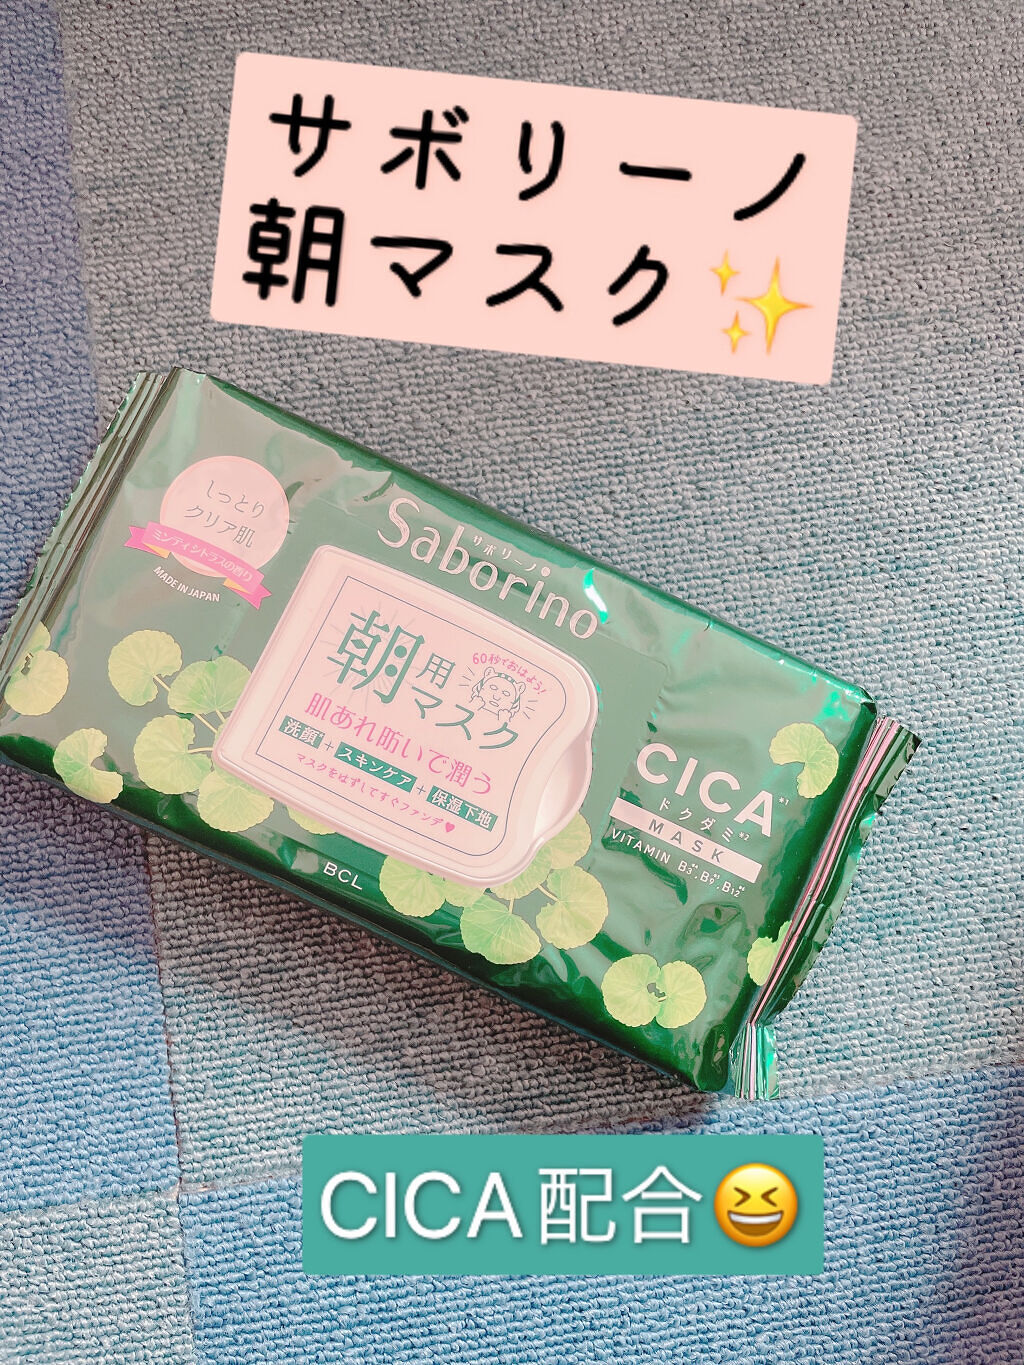 サボリーノ
朝マスク✨
しっとり
クリア肌
ミンティシトラスの香り
MADE IN JAPAN
サボリーノ
Saborino
朝用マスク
60秒でおはよう!
肌あれ防いで潤う
洗顔+スキンケア+保湿下地
マスクをはずしてすぐファンデ♥
BCL
CICA*1
ドクダミ*2
MASK
VITAMIN B3・B9・B12
CICA配合😆